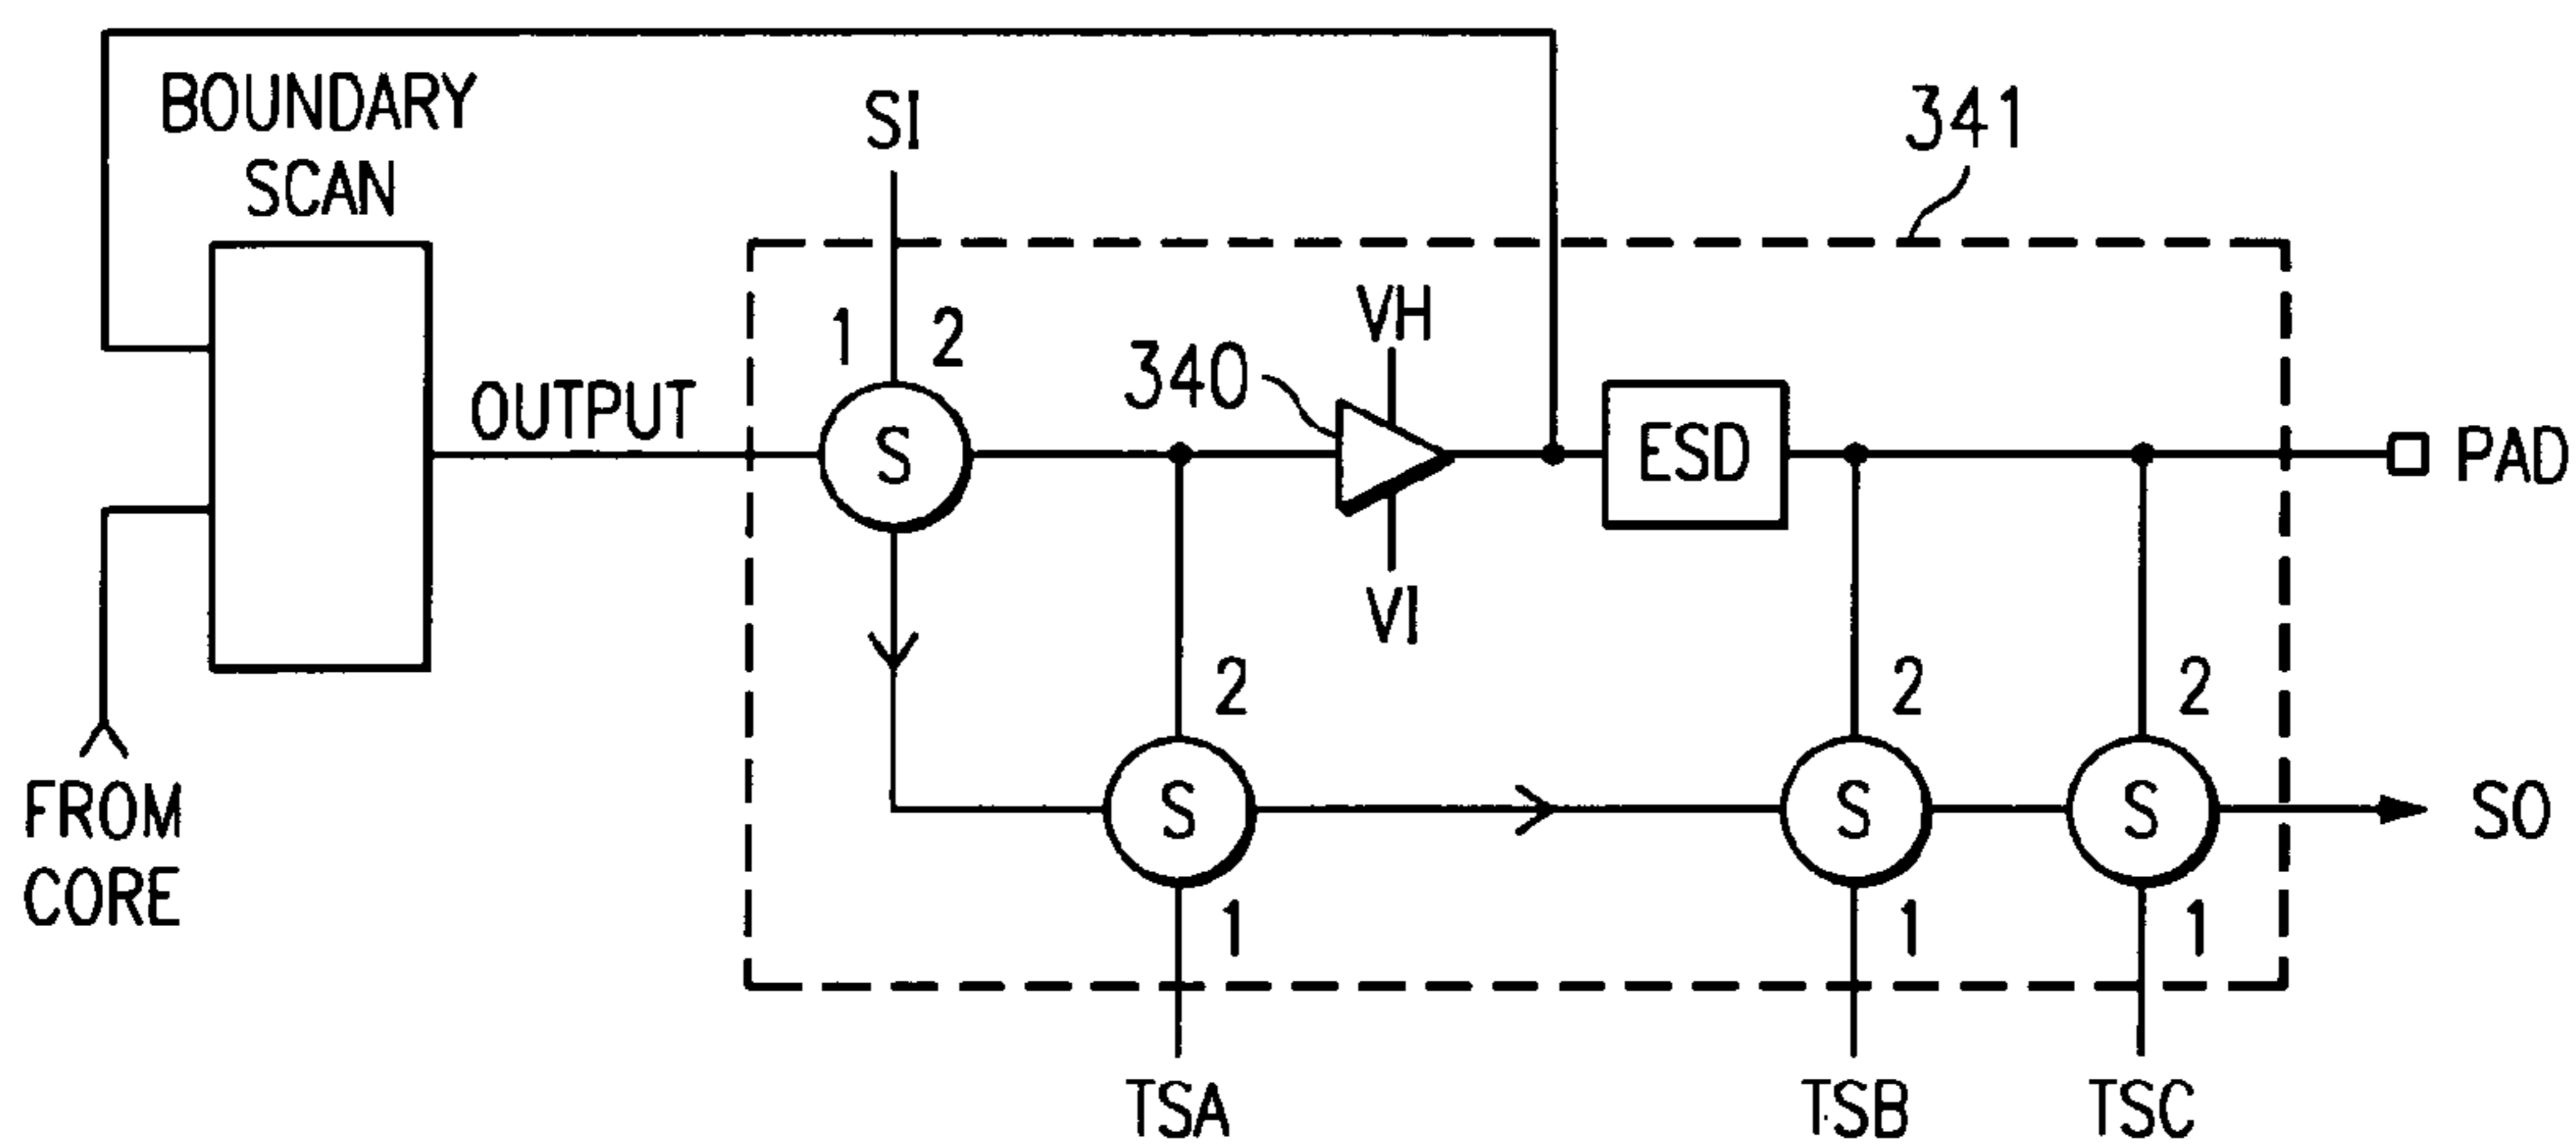 BOUNDARY
SCAN
SI
341
1 2
VH
340
OUTPUT
S
ESD
PAD
VI
2
2
2
S
S
S
SO
FROM
CORE
1
1
1
TSA
TSB
TSC